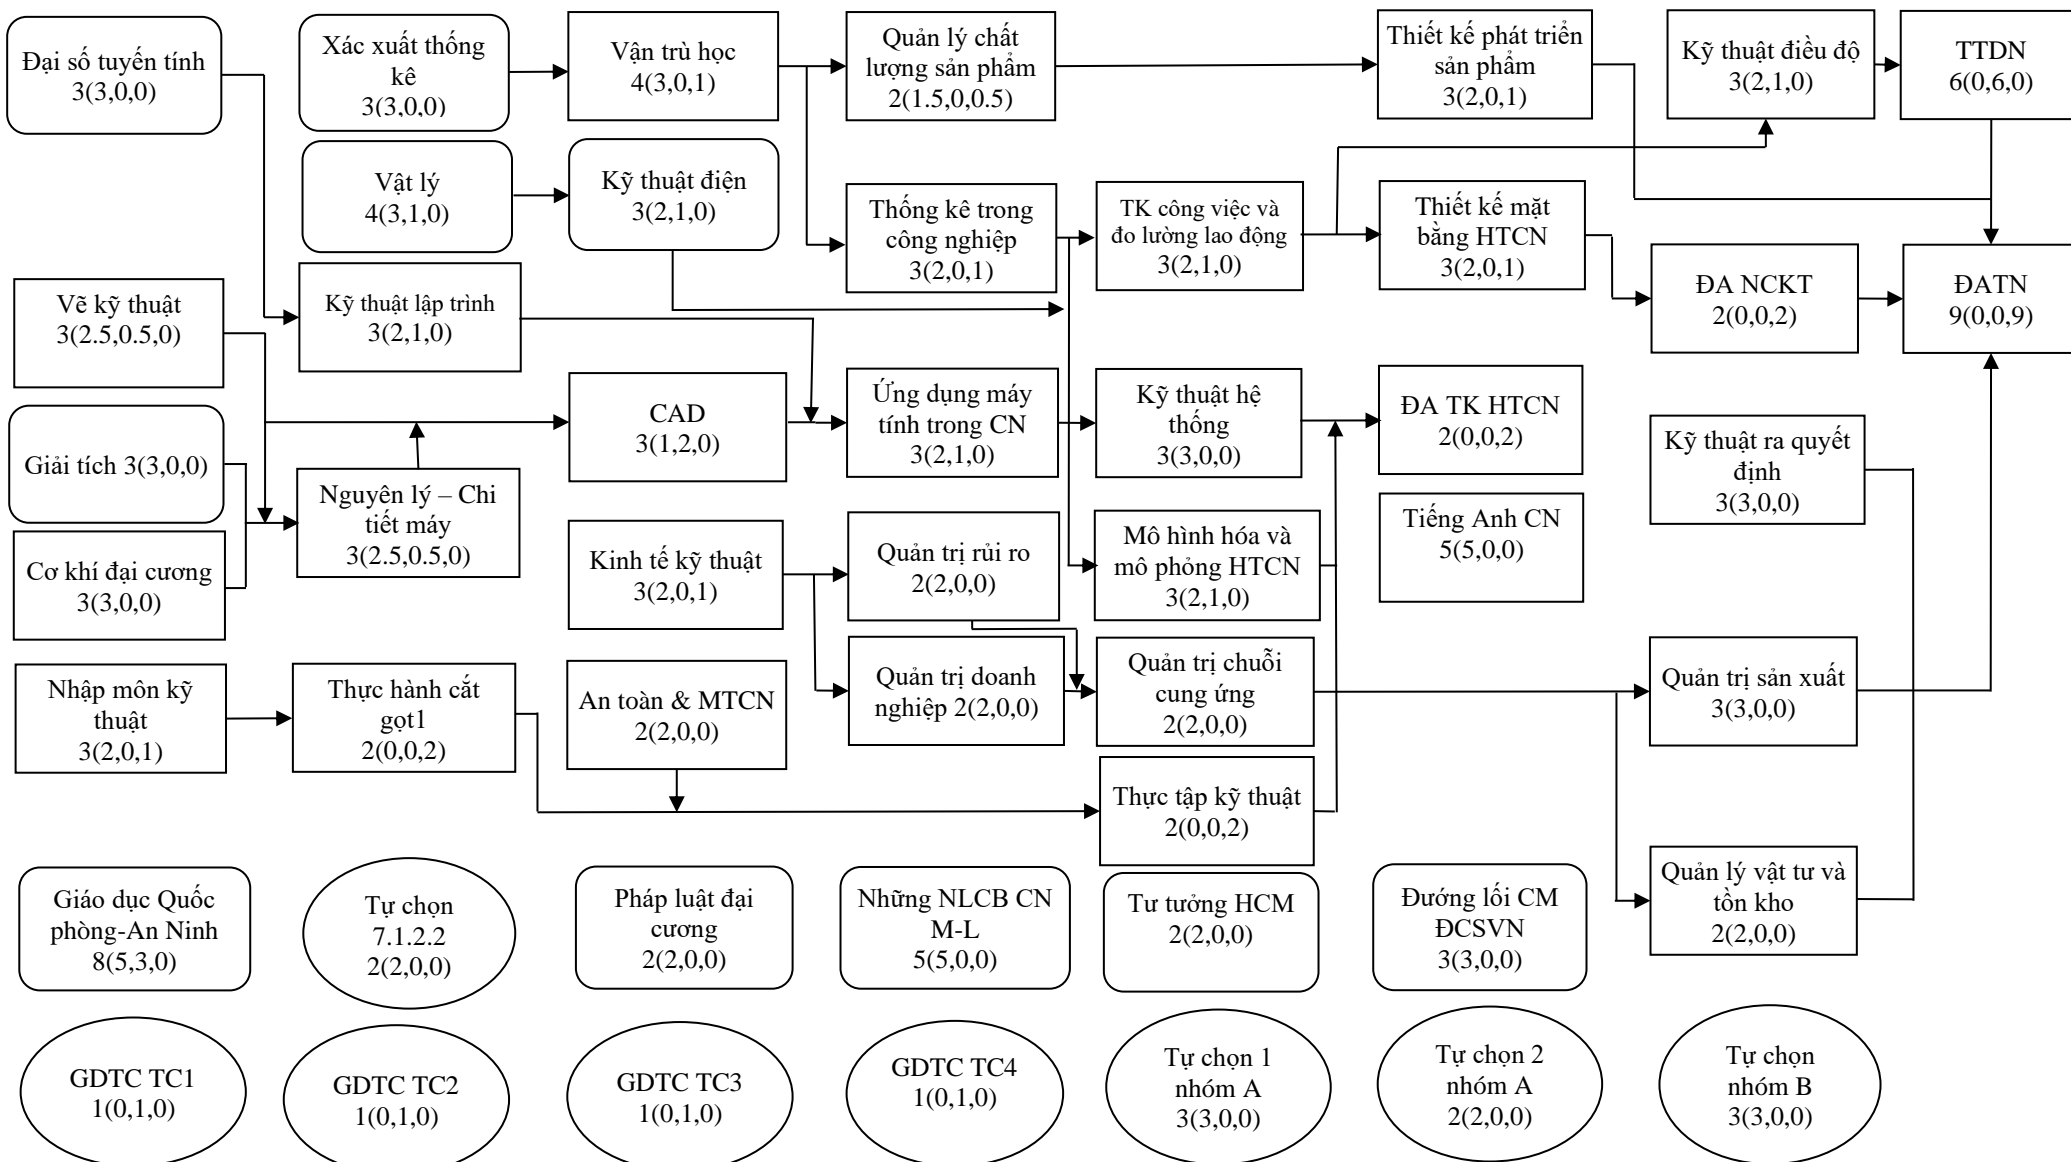 Đại số tuyến tính
3(3,0,0)
Xác xuất thống
kê
3(3,0,0)
Vận trù học
4(3,0,1)
Quản lý chất
lượng sản phẩm
2(1.5,0,0.5)
Thiết kế phát triển
sản phẩm
3(2,0,1)
Kỹ thuật điều độ
3(2,1,0)
TTDN
6(0,6,0)
Vật lý
4(3,1,0)
Kỹ thuật điện
3(2,1,0)
Thống kê trong
công nghiệp
3(2,0,1)
TK công việc và
đo lường lao động
3(2,1,0)
Thiết kế mặt
bằng HTCN
3(2,0,1)
ĐA NCKT
2(0,0,2)
ĐATN
9(0,0,9)
Vẽ kỹ thuật
3(2.5,0.5,0)
Kỹ thuật lập trình
3(2,1,0)
CAD
3(1,2,0)
Ứng dụng máy
tính trong CN
3(2,1,0)
Kỹ thuật hệ
thống
3(3,0,0)
ĐA TK HTCN
2(0,0,2)
Kỹ thuật ra quyết
định
3(3,0,0)
Giải tích 3(3,0,0)
Nguyên lý – Chi
tiết máy
3(2.5,0.5,0)
Tiếng Anh CN
5(5,0,0)
Cơ khí đại cương
3(3,0,0)
Kinh tế kỹ thuật
3(2,0,1)
Quản trị rủi ro
2(2,0,0)
Mô hình hóa và
mô phỏng HTCN
3(2,1,0)
Nhập môn kỹ
thuật
3(2,0,1)
Thực hành cắt
gọt1
2(0,0,2)
An toàn & MTCN
2(2,0,0)
Quản trị doanh
nghiệp 2(2,0,0)
Quản trị chuỗi
cung ứng
2(2,0,0)
Quản trị sản xuất
3(3,0,0)
Thực tập kỹ thuật
2(0,0,2)
Giáo dục Quốc
phòng-An Ninh
8(5,3,0)
Tự chọn
7.1.2.2
2(2,0,0)
Pháp luật đại
cương
2(2,0,0)
Những NLCB CN
M-L
5(5,0,0)
Tư tưởng HCM
2(2,0,0)
Đướng lối CM
ĐCSVN
3(3,0,0)
Quản lý vật tư và
tồn kho
2(2,0,0)
GDTC TC1
1(0,1,0)
GDTC TC2
1(0,1,0)
GDTC TC3
1(0,1,0)
GDTC TC4
1(0,1,0)
Tự chọn 1
nhóm A
3(3,0,0)
Tự chọn 2
nhóm A
2(2,0,0)
Tự chọn
nhóm B
3(3,0,0)